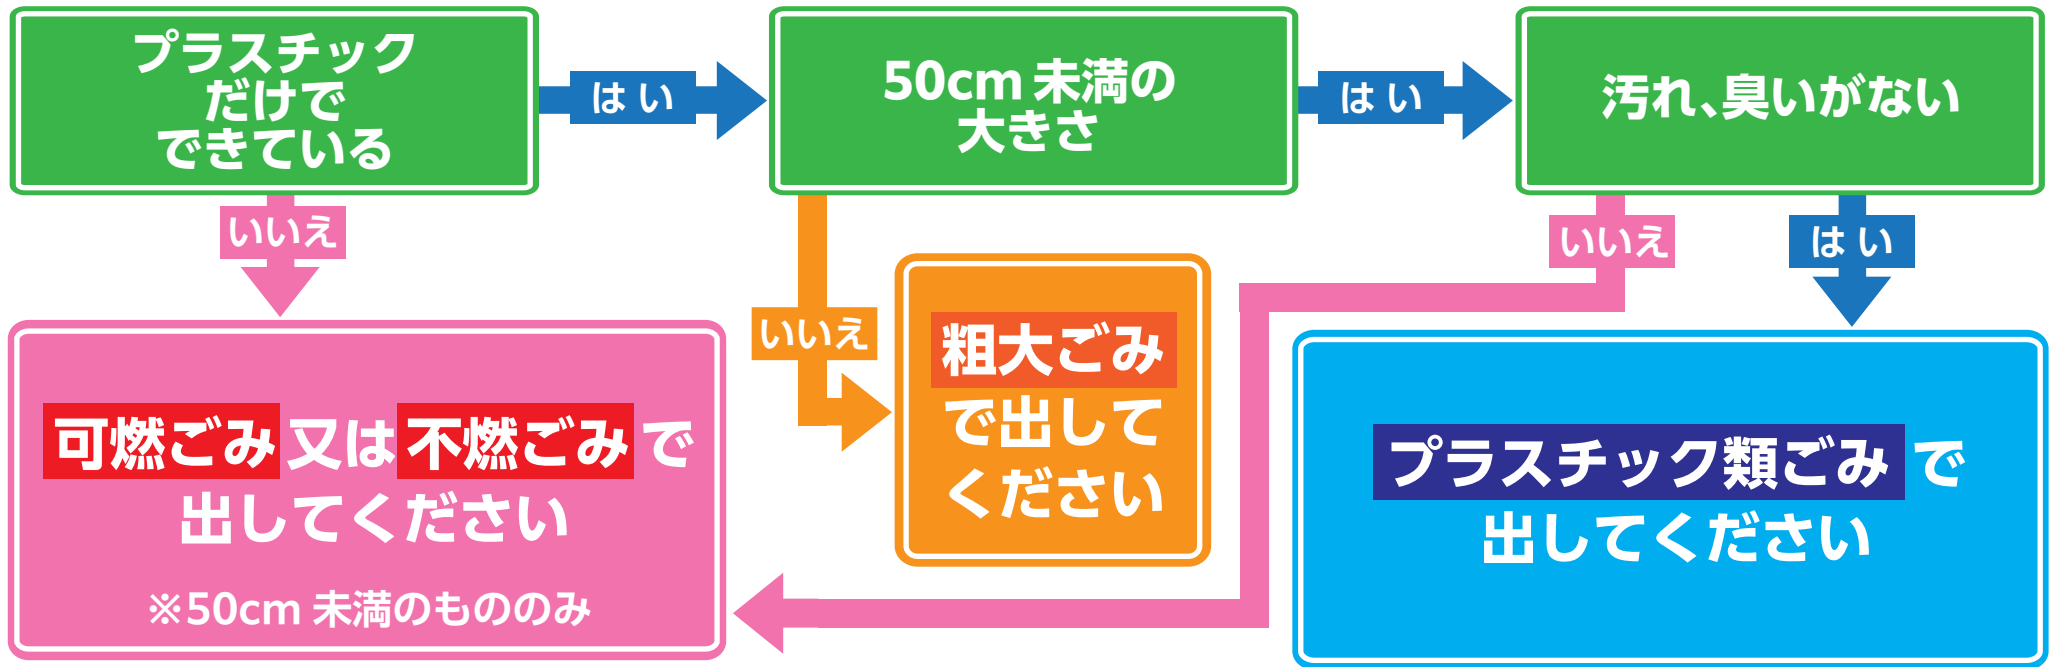 プラスチック
だけで
できている
はい
50cm 未満の
大きさ
はい
汚れ、臭いがない
いいえ
いいえ
いいえ
はい
可燃ごみ又は不燃ごみで
出してください
※50cm 未満のもののみ
粗大ごみ
で出して
ください
プラスチック類ごみで
出してください